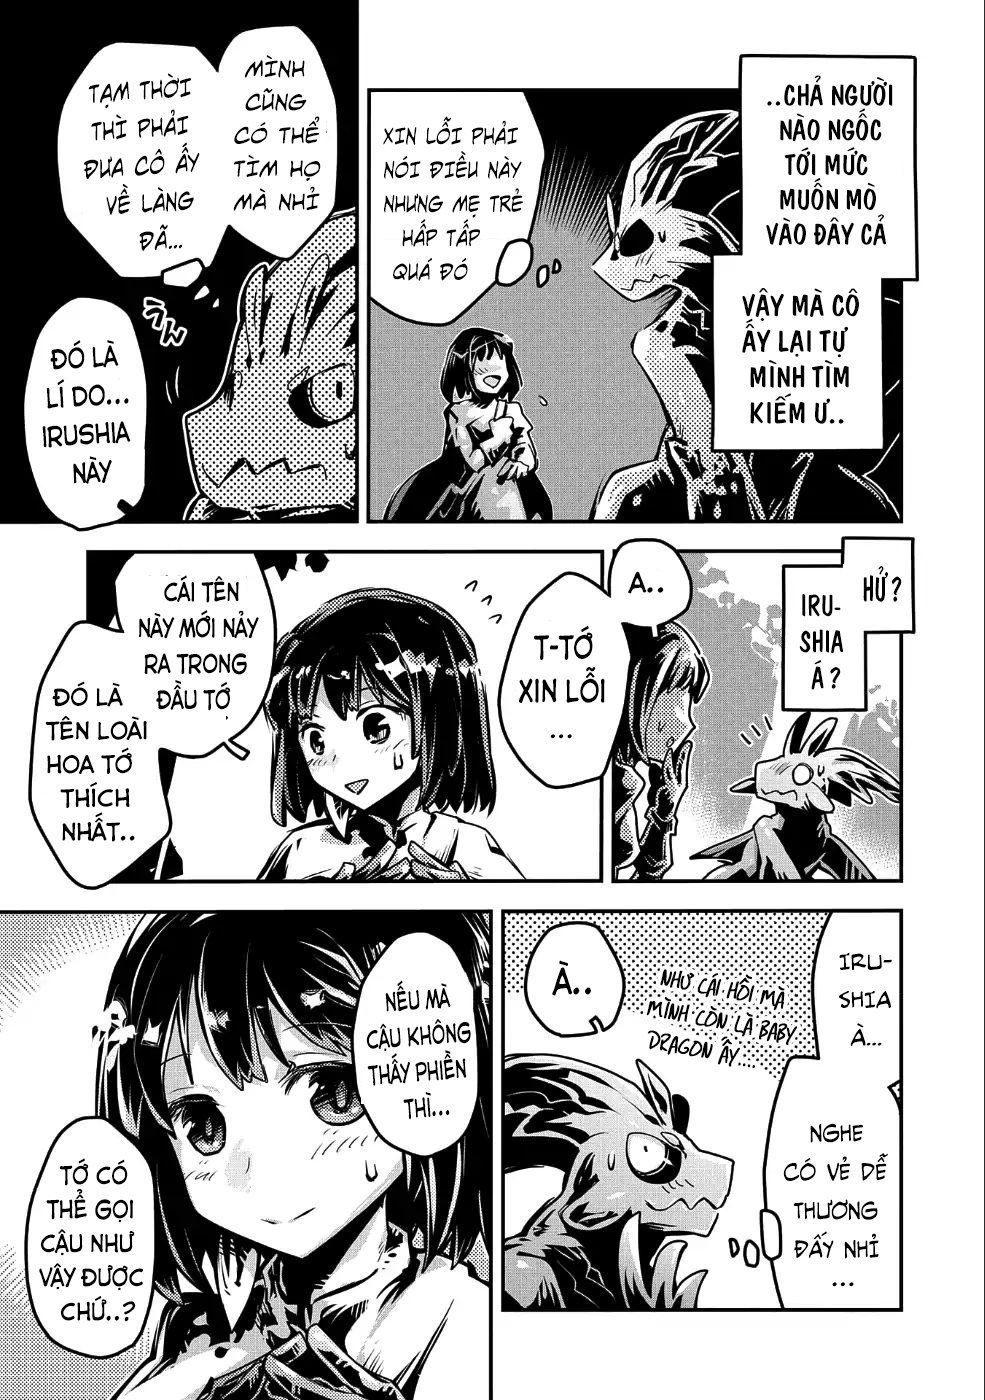 ..CHẢ NGƯỜI
NÀO NGỐC
TỚI MỨC
MUỐN MÒ
VÀO ĐÂY CẢ
VẬY MÀ CÔ
ẤY LẠI TỰ
MÌNH TÌM
KIẾM Ư..
XIN LỖI PHẢI
NÓI ĐIỀU NÀY
NHƯNG MẸ TRẺ
HẤP TẤP
QUÁ ĐÓ
MÌNH
CŨNG
CÓ THỂ
TÌM HỌ
MÀ NHỈ
TẠM THỜI
THÌ PHẢI
ĐƯA CÔ ẤY
VỀ LÀNG
ĐÃ...
うんっ
ĐÓ LÀ
LÍ DO...
IRUSHIA
NÀY
HỬ?
IRU-
SHIA
Á?
A..
T-TỚ
XIN LỖI
...
CÁI TÊN
NÀY MỚI NẢY
RA TRONG
ĐẦU TỚ
ĐÓ LÀ
TÊN LOÀI
HOA TỚ
THÍCH
NHẤT..
IRU-
SHIA
À...
NGHE
CÓ VẺ DỄ
THƯƠNG
ĐẤY NHỈ
...
NHƯ CÁI HỒI MÀ
MÌNH CÒN LÀ BABY
DRAGON ẤY...
À..
NẾU MÀ
CẬU KHÔNG
THẤY PHIỀN
THÌ...
TỚ CÓ
THỂ GỌI
CẬU NHƯ
VẬY ĐƯỢC
CHỨ..?